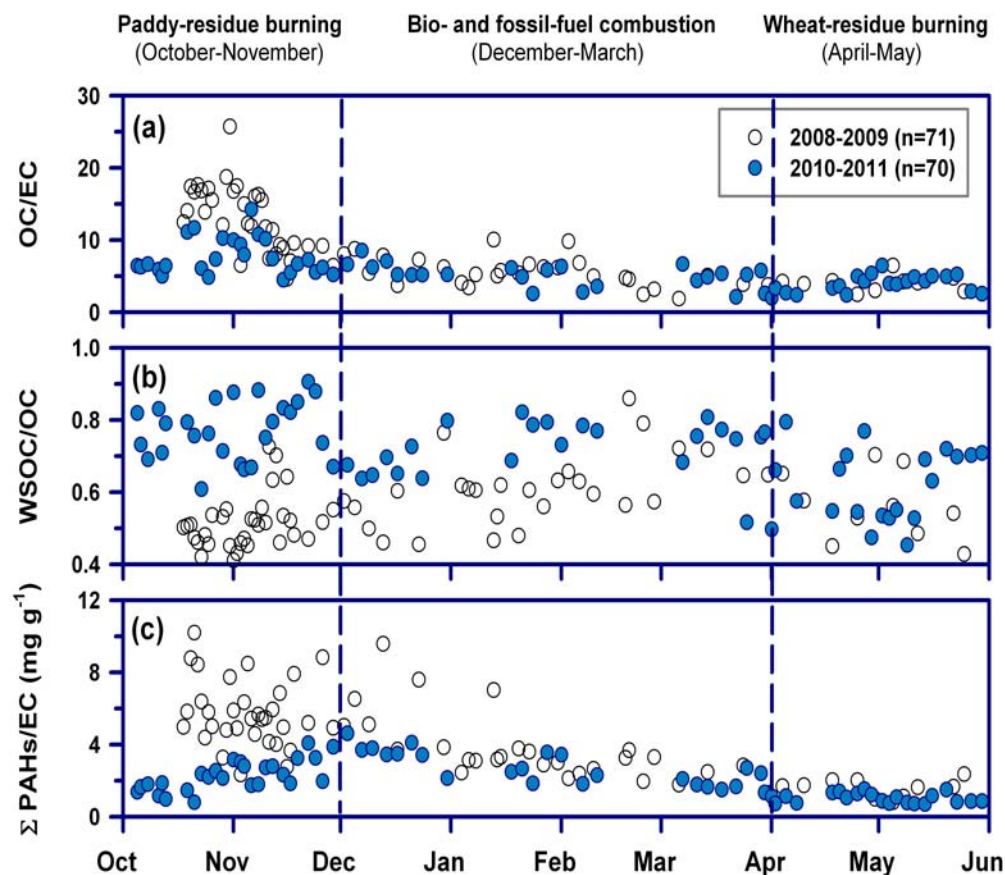 Paddy-residue burning
(October-November)
Bio- and fossil-fuel combustion
(December-March)
Wheat-residue burning
(April-May)
30
20
10
0
OC/EC
(a)
2008-2009 (n=71)
2010-2011 (n=70)
1.0
0.8
0.6
0.4
WSOC/OC
(b)
12
8
4
0
Σ PAHs/EC (mg g⁻¹)
(c)
Oct Nov Dec Jan Feb Mar Apr May Jun